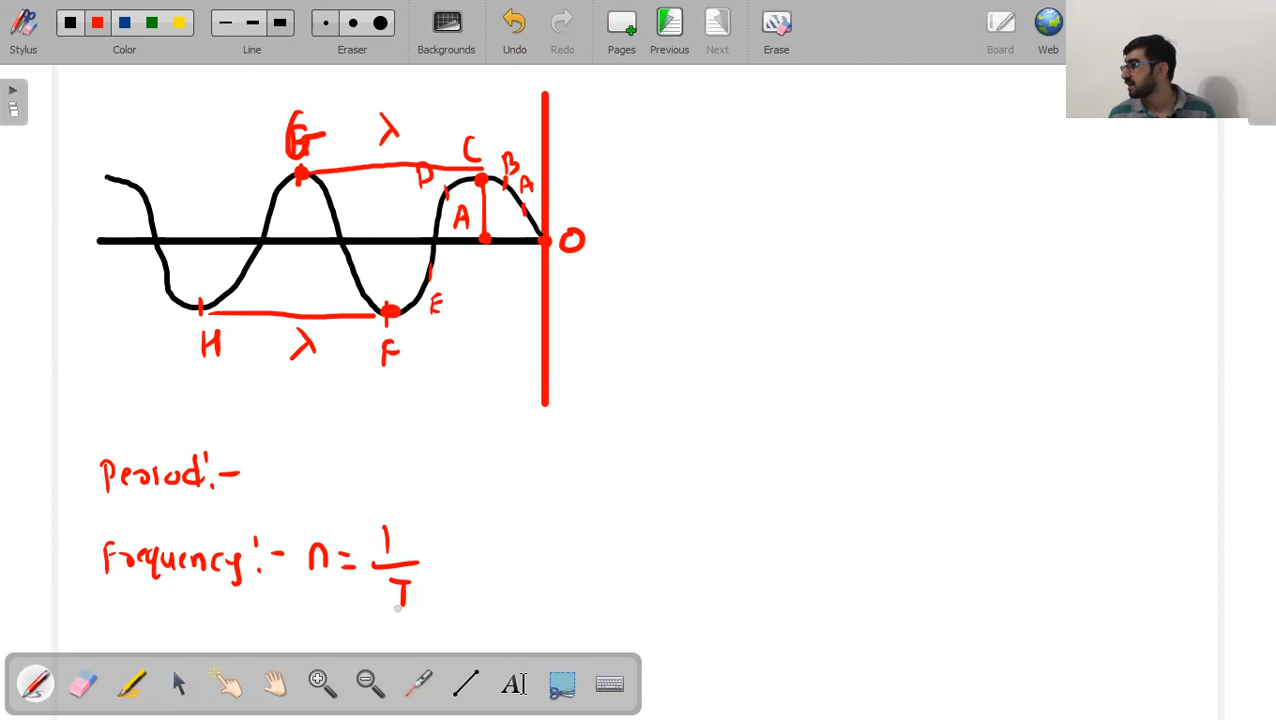 Stylus Color Line Eraser Backgrounds Undo Redo Pages Previous Next Erase Board Web
G λ C B A
D
A O
E
H λ F
Period:-
Frequency:- n = 1/T
A